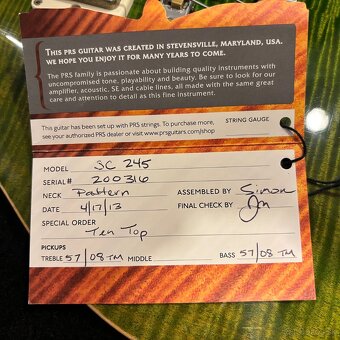 THIS PRS GUITAR WAS CREATED IN STEVENSVILLE, MARYLAND, USA.
WE HOPE YOU ENJOY IT FOR MANY YEARS TO COME.
The PRS family is passionate about building quality instruments with
uncompromised tone, playability and beauty. Be sure to look for our
amplifier, acoustic, SE and cable lines, all made with the same great
care and attention to detail as this fine instrument.
This guitar has been set up with PRS strings. To purchase more,
see your authorized PRS dealer or visit www.prsguitars.com/shop
STRING GAUGE
MODEL SC 245
SERIAL# 200316
NECK Pattern
ASSEMBLED BY Simon
DATE 4/17/13
FINAL CHECK BY
SPECIAL ORDER
Ten Top
PICKUPS
TREBLE 57/08 TM MIDDLE BASS 57/08 TM